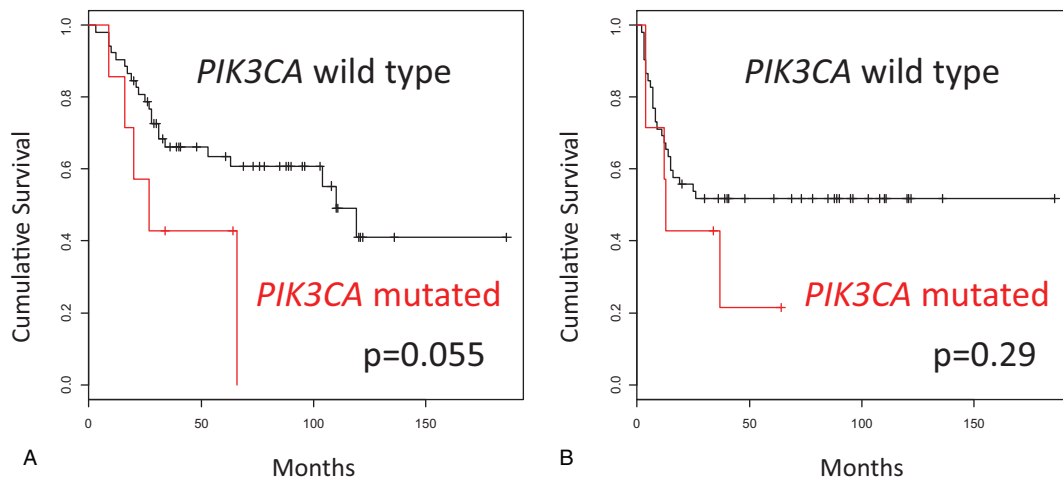 1.0
0.8
0.6
0.4
0.2
0.0
Cumulative Survival
PIK3CA wild type
PIK3CA mutated
p=0.055
0
50
100
150
Months
A
1.0
0.8
0.6
0.4
0.2
0.0
Cumulative Survival
PIK3CA wild type
PIK3CA mutated
p=0.29
0
50
100
150
Months
B